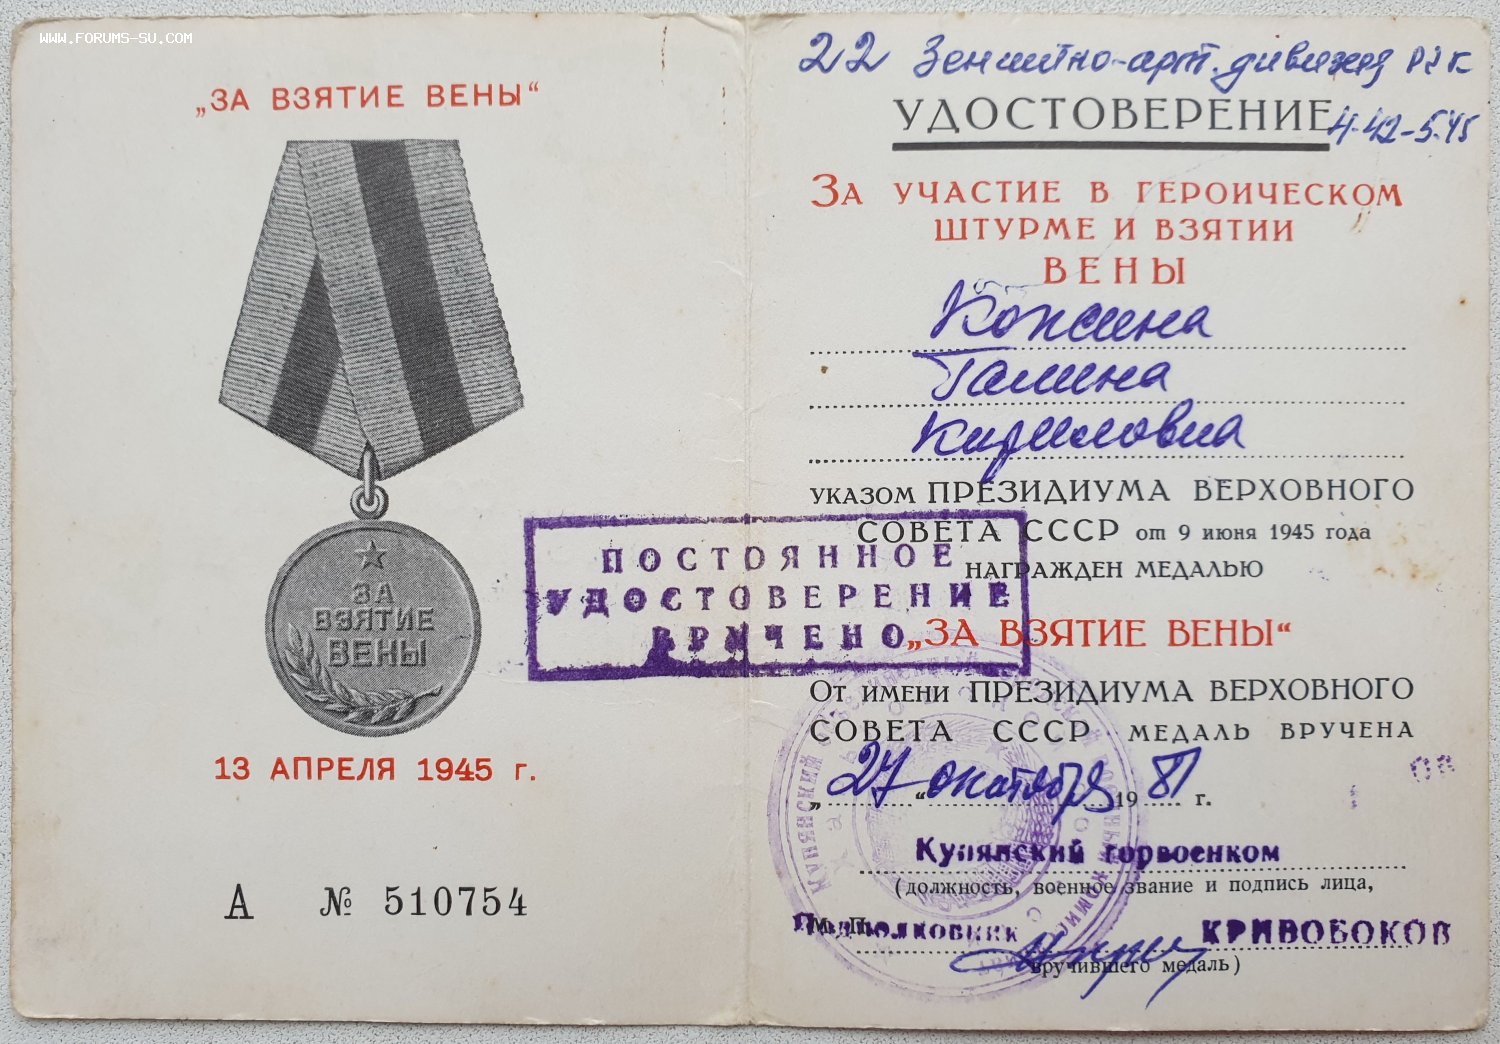 WWW.FORUMS-SU.COM
„ЗА ВЗЯТИЕ ВЕНЫ“
ЗА
ВЗЯТИЕ
ВЕНЫ
13 АПРЕЛЯ 1945 г.
А № 510754
22 Зенитно-арт. дивизия РГК
4-42-5.45
УДОСТОВЕРЕНИЕ
ЗА УЧАСТИЕ В ГЕРОИЧЕСКОМ
ШТУРМЕ И ВЗЯТИИ
ВЕНЫ
Кожина
Галина
Кириловна
УКАЗОМ ПРЕЗИДИУМА ВЕРХОВНОГО
СОВЕТА СССР от 9 июня 1945 года
НАГРАЖДЕН МЕДАЛЬЮ
„ЗА ВЗЯТИЕ ВЕНЫ“
ПОСТОЯННОЕ
УДОСТОВЕРЕНИЕ
ВРУЧЕНО
ОТ ИМЕНИ ПРЕЗИДИУМА ВЕРХОВНОГО
СОВЕТА СССР МЕДАЛЬ ВРУЧЕНА
„27“ октября 1981 г.
Купянский горвоенком
(должность, военное звание и подпись лица,
М. П.
Подполковник КРИВОБОКОВ
вручившего медаль)